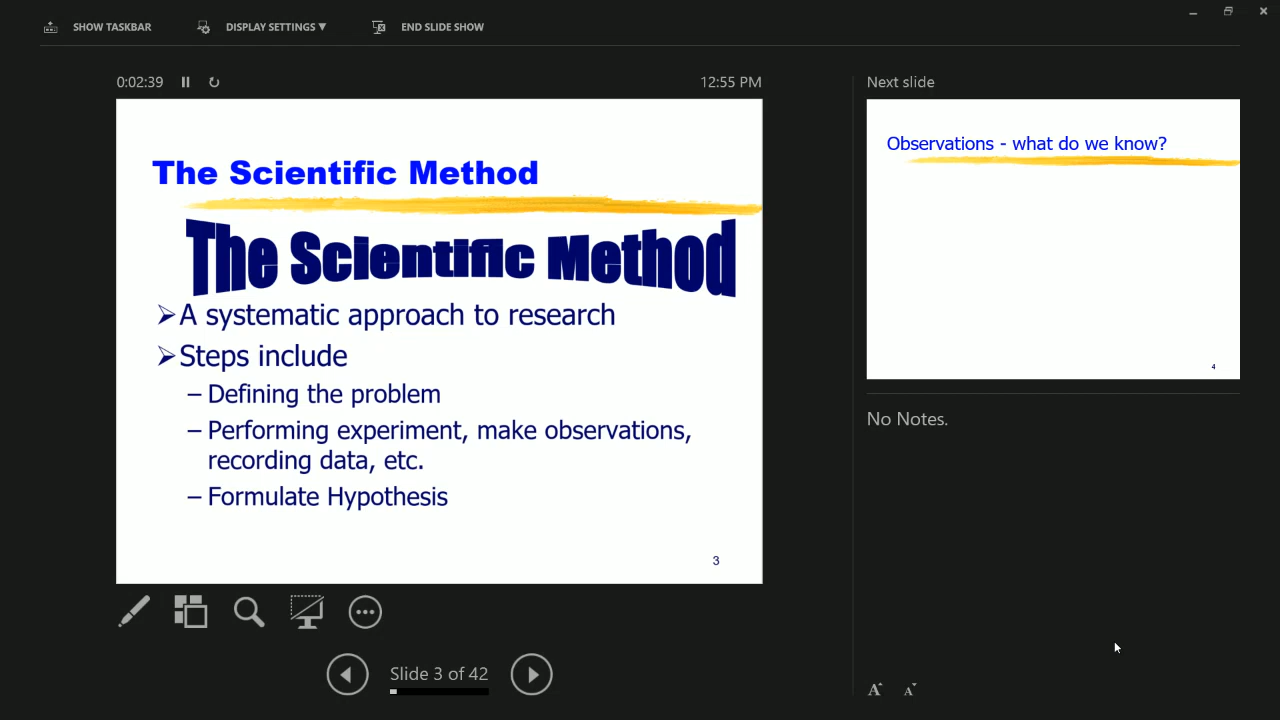 SHOW TASKBAR
DISPLAY SETTINGS ▼
END SLIDE SHOW
0:02:39
12:55 PM
The Scientific Method
The Scientific Method
➢A systematic approach to research
➢Steps include
– Defining the problem
– Performing experiment, make observations,
recording data, etc.
– Formulate Hypothesis
3
Slide 3 of 42
Next slide
Observations - what do we know?
4
No Notes.
A A